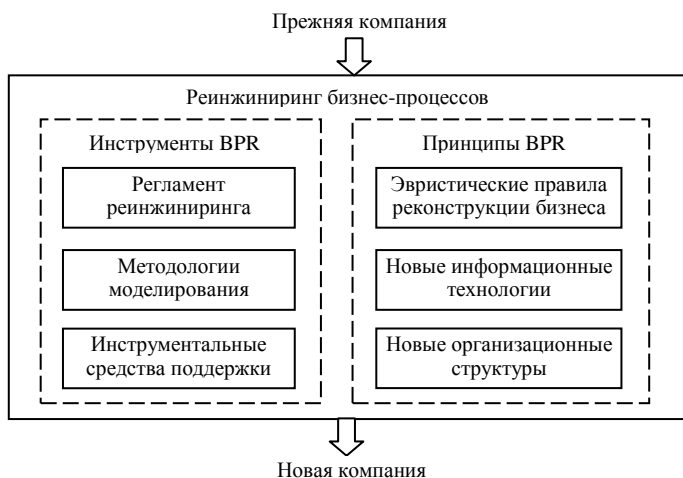 Прежняя компания
Реинжиниринг бизнес-процессов
Инструменты BPR
Регламент
реинжиниринга
Методологии
моделирования
Инструментальные
средства поддержки
Принципы BPR
Эвристические правила
реконструкции бизнеса
Новые информационные
технологии
Новые организационные
структуры
Новая компания